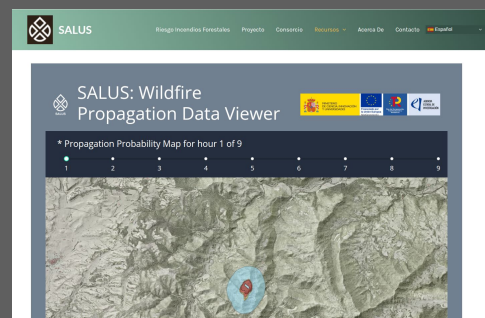 SALUS
Riesgo Incendios Forestales Proyecto Consorcio Recursos Acerca De Contacto Español
SALUS: Wildfire
Propagation Data Viewer
SALUS
* Propagation Probability Map for hour 1 of 9
1 2 3 4 5 6 7 8 9